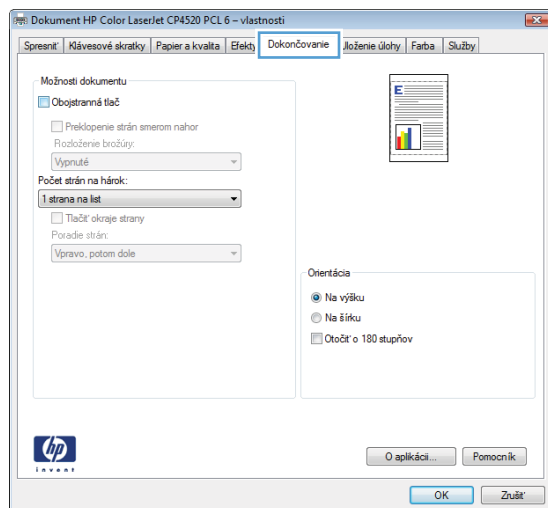 Dokument HP Color LaserJet CP4520 PCL 6 – vlastnosti
Spresniť Klávesové skratky Papier a kvalita Efekty Dokončovanie Uloženie úlohy Farba Služby
Možnosti dokumentu
Obojstranná tlač
Preklopenie strán smerom nahor
Rozloženie brožúry:
Vypnuté
Počet strán na hárok:
1 strana na list
Tlačiť okraje strany
Poradie strán:
Vpravo, potom dole
E
Orientácia
Na výšku
Na šírku
Otočiť o 180 stupňov
hp
invent
O aplikácii... Pomocník
OK Zrušiť